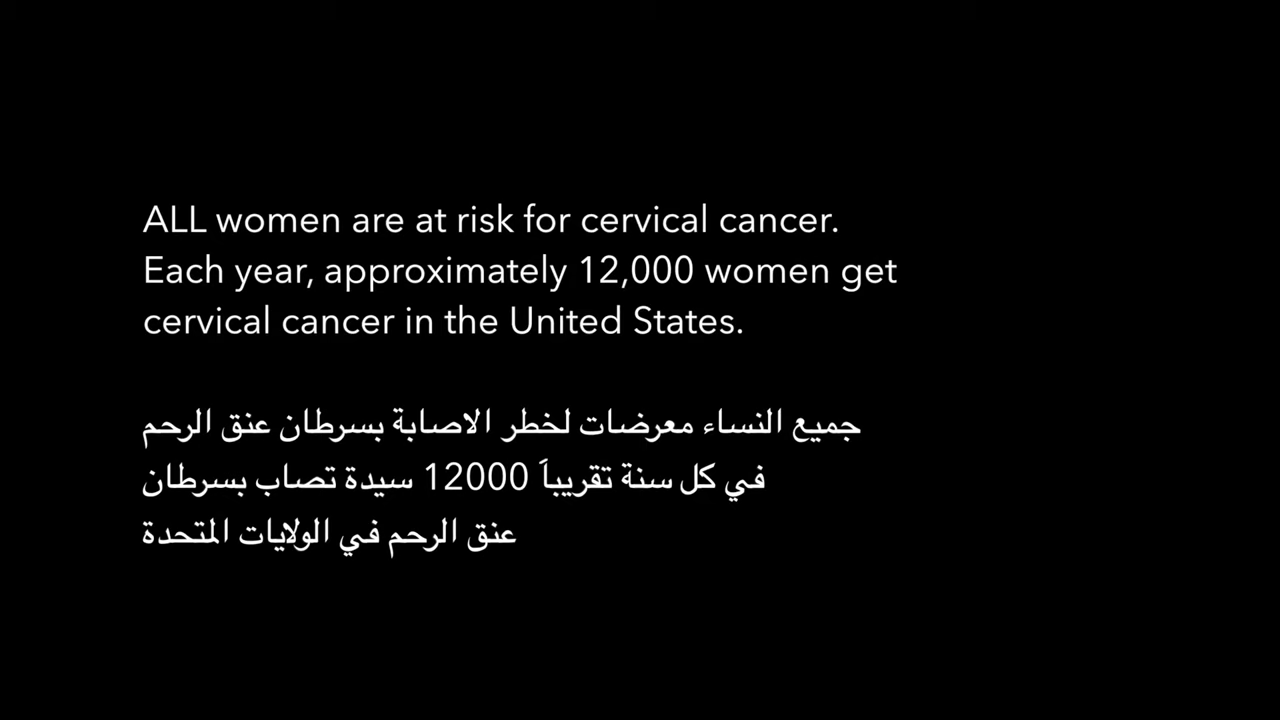 ALL women are at risk for cervical cancer.
Each year, approximately 12,000 women get
cervical cancer in the United States.
جميع النساء معرضات لخطر الاصابة بسرطان عنق الرحم
في كل سنة تقريباً 12000 سيدة تصاب بسرطان
عنق الرحم في الولايات المتحدة